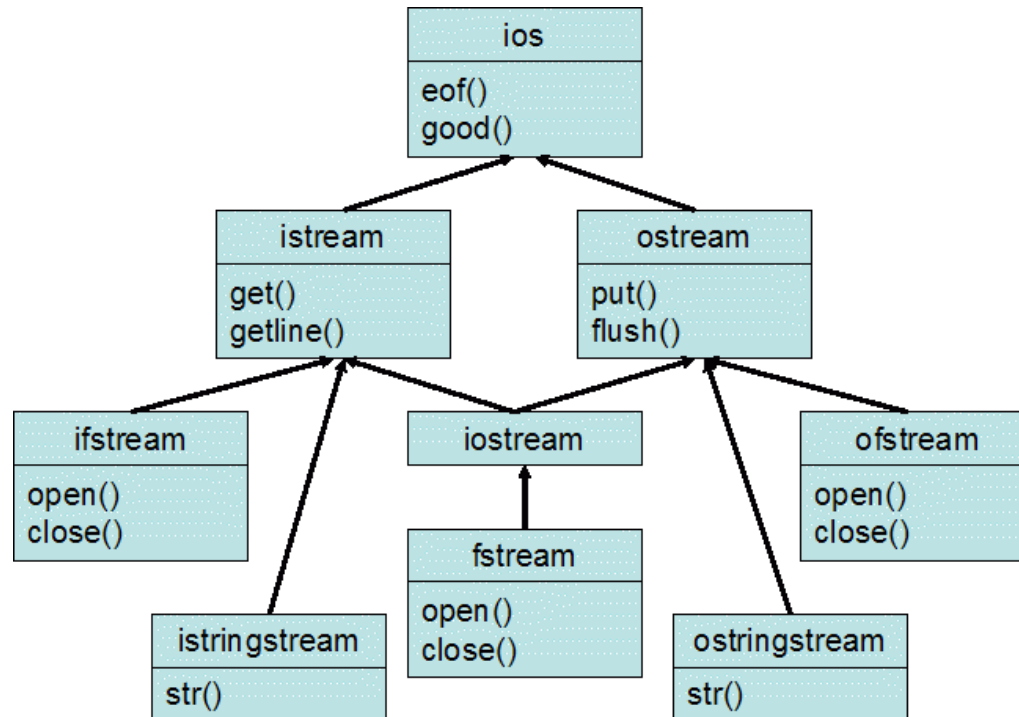 ios
eof()
good()
istream
get()
getline()
ostream
put()
flush()
ifstream
open()
close()
iostream
ofstream
open()
close()
fstream
open()
close()
istringstream
str()
ostringstream
str()